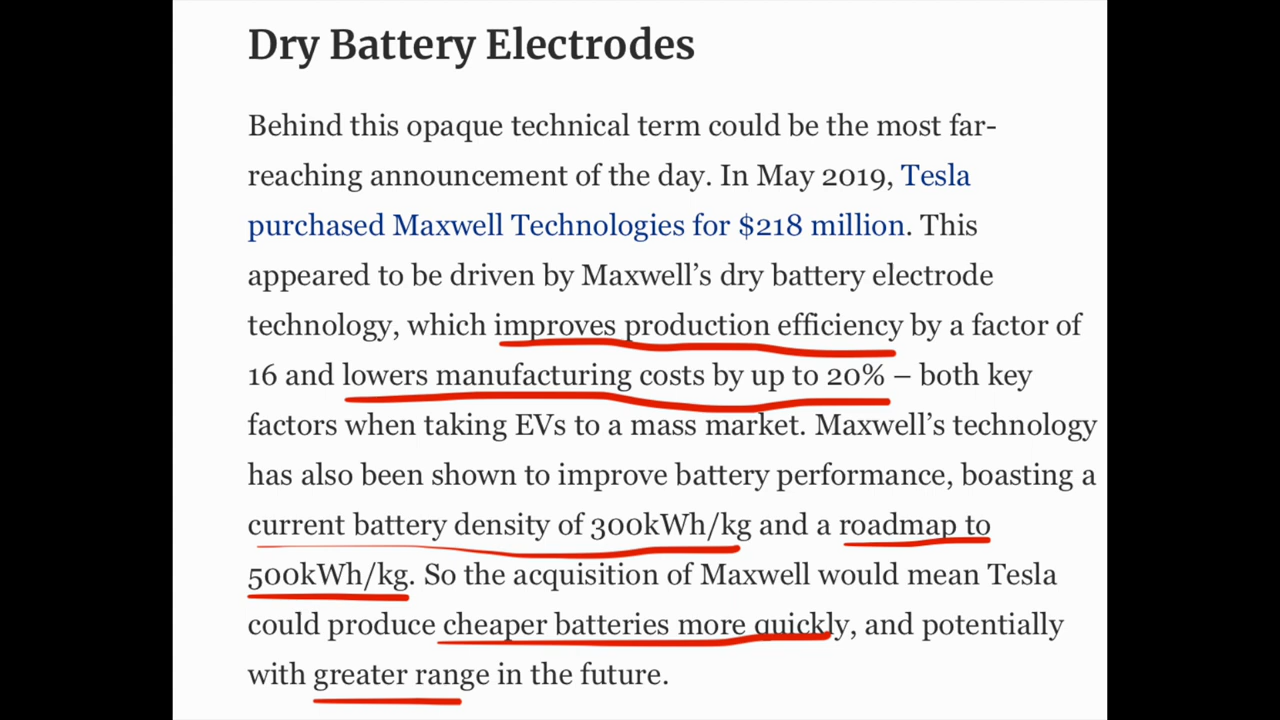 Dry Battery Electrodes
Behind this opaque technical term could be the most far-
reaching announcement of the day. In May 2019, Tesla
purchased Maxwell Technologies for $218 million. This
appeared to be driven by Maxwell’s dry battery electrode
technology, which improves production efficiency by a factor of
16 and lowers manufacturing costs by up to 20% – both key
factors when taking EVs to a mass market. Maxwell’s technology
has also been shown to improve battery performance, boasting a
current battery density of 300kWh/kg and a roadmap to
500kWh/kg. So the acquisition of Maxwell would mean Tesla
could produce cheaper batteries more quickly, and potentially
with greater range in the future.